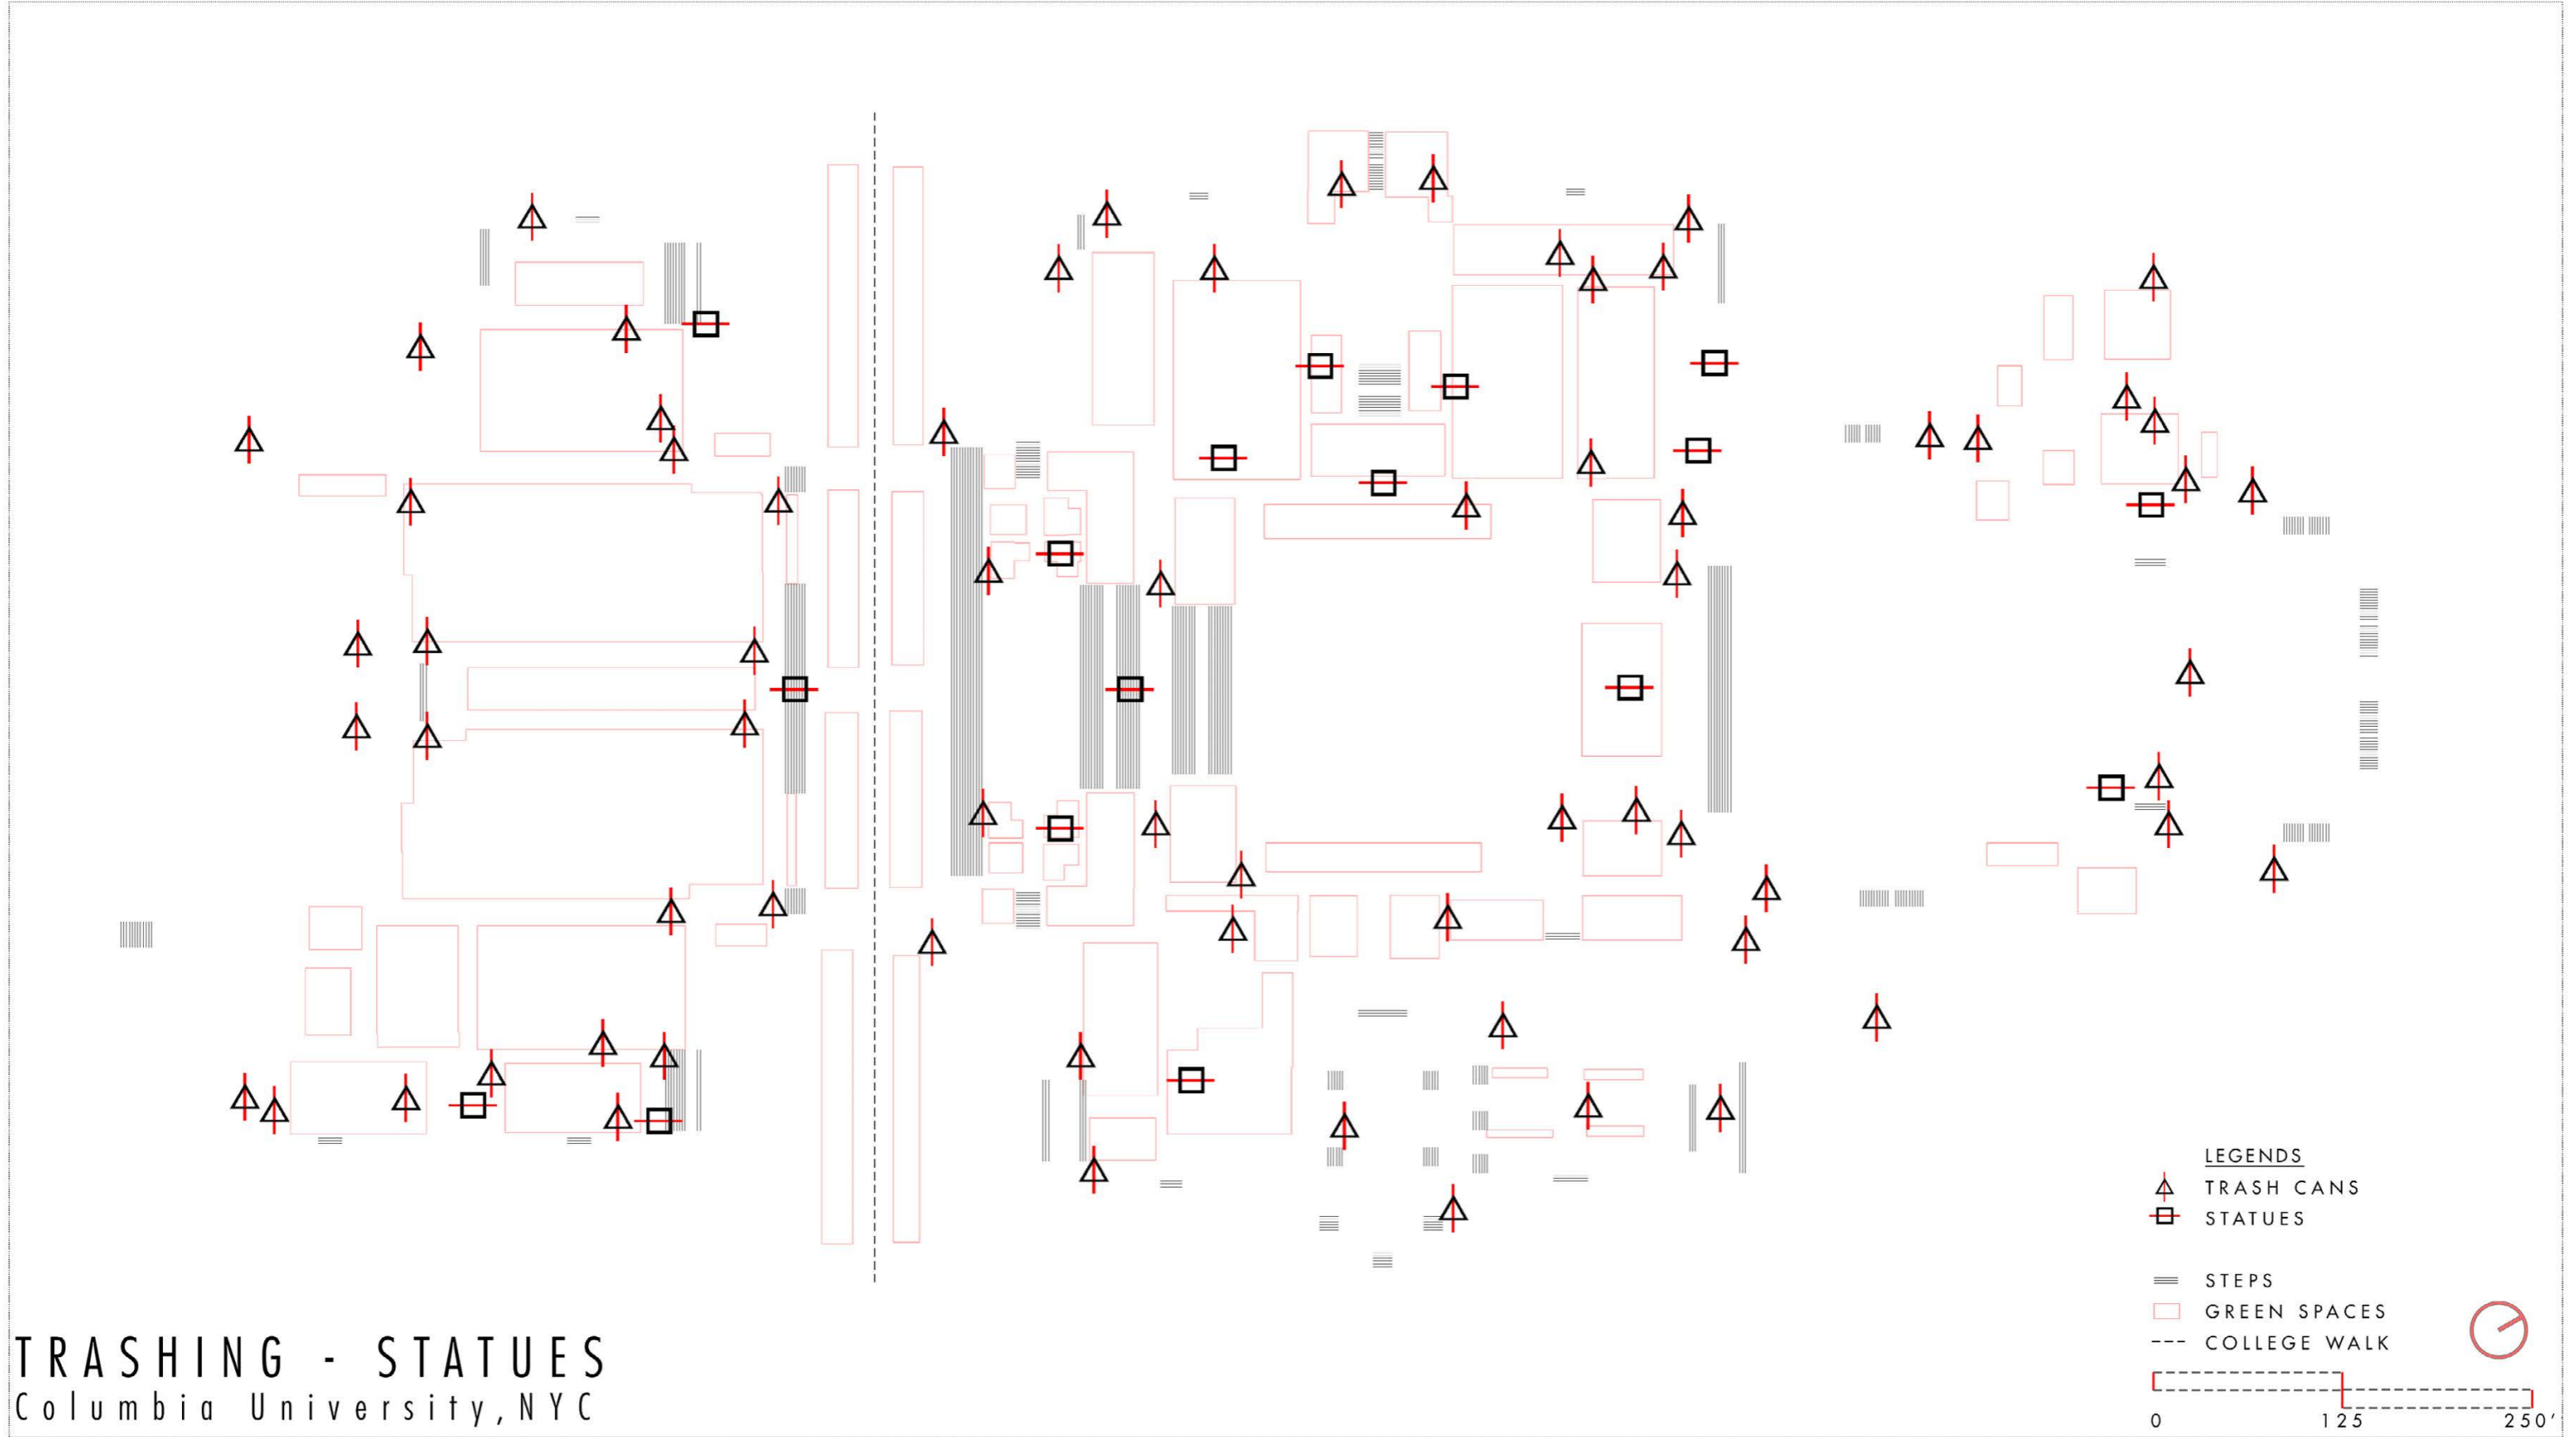 TRASHING - STATUES
Columbia University,NYC
LEGENDS
TRASH CANS
STATUES
STEPS
GREEN SPACES
COLLEGE WALK
0 125 250'